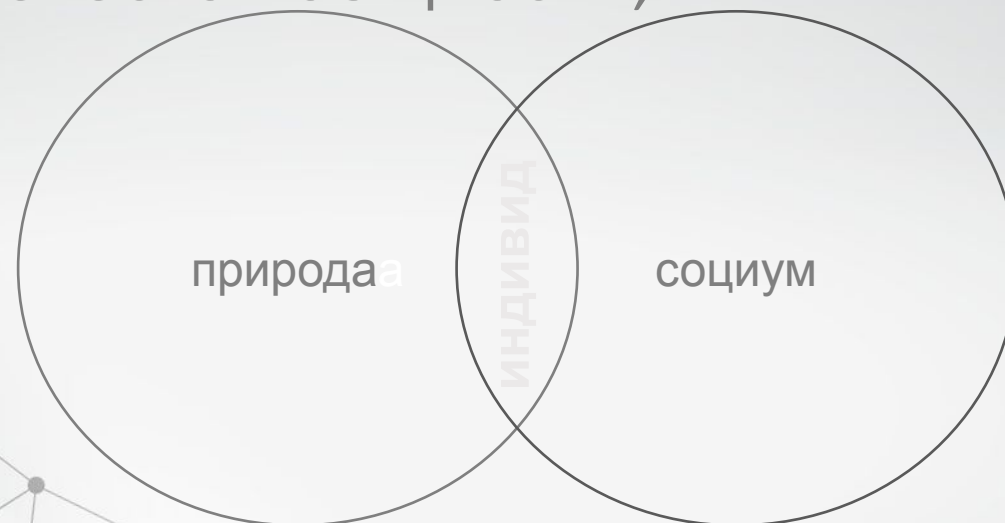 природаа
индивид
социум